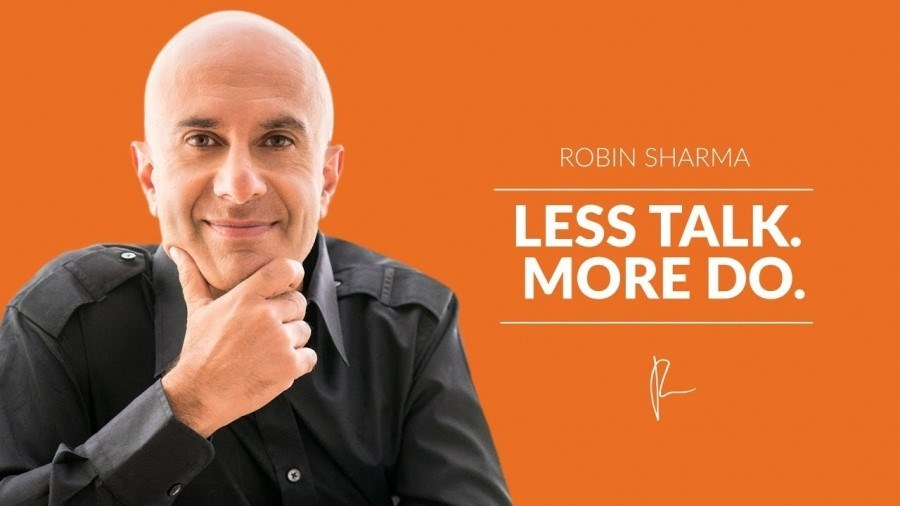 ROBIN SHARMA
LESS TALK.
MORE DO.